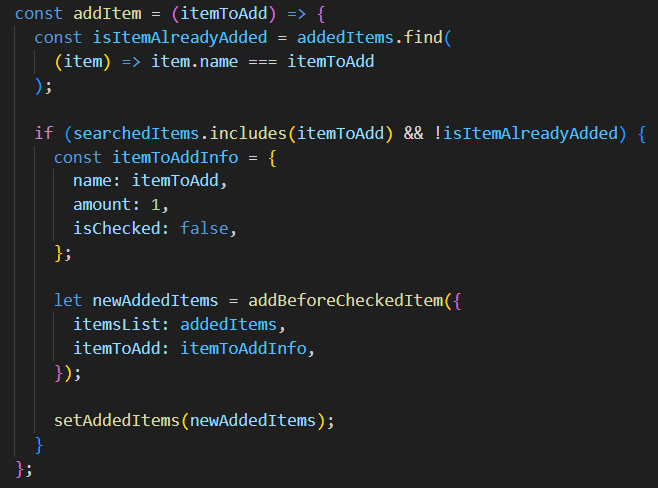 const addItem = (itemToAdd) => {
  const isItemAlreadyAdded = addedItems.find(
    (item) => item.name === itemToAdd
  );

  if (searchedItems.includes(itemToAdd) && !isItemAlreadyAdded) {
    const itemToAddInfo = {
      name: itemToAdd,
      amount: 1,
      isChecked: false,
    };

    let newAddedItems = addBeforeCheckedItem({
      itemsList: addedItems,
      itemToAdd: itemToAddInfo,
    });

    setAddedItems(newAddedItems);
  }
};